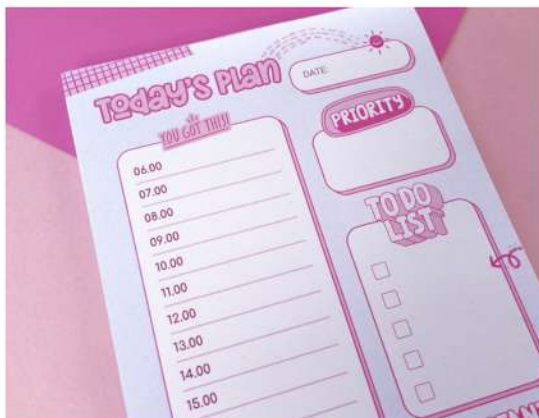 Today's Plan
DATE:
YOU GOT THIS!
06.00
07.00
08.00
09.00
10.00
11.00
12.00
13.00
14.00
15.00
PRIORITY
TO DO
LIST